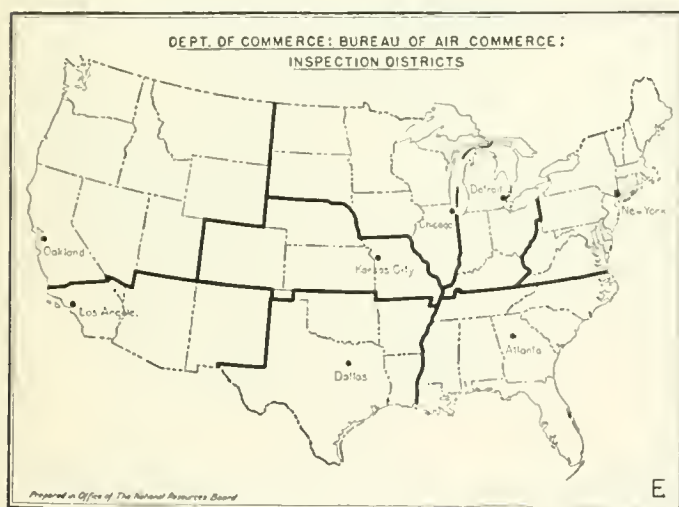 DEPT. OF COMMERCE: BUREAU OF AIR COMMERCE:
INSPECTION DISTRICTS
Detroit
New York
Chicago
Oakland
Kansas City
Los Angeles
Atlanta
Dallas
Prepared in Office of The National Resources Board
E